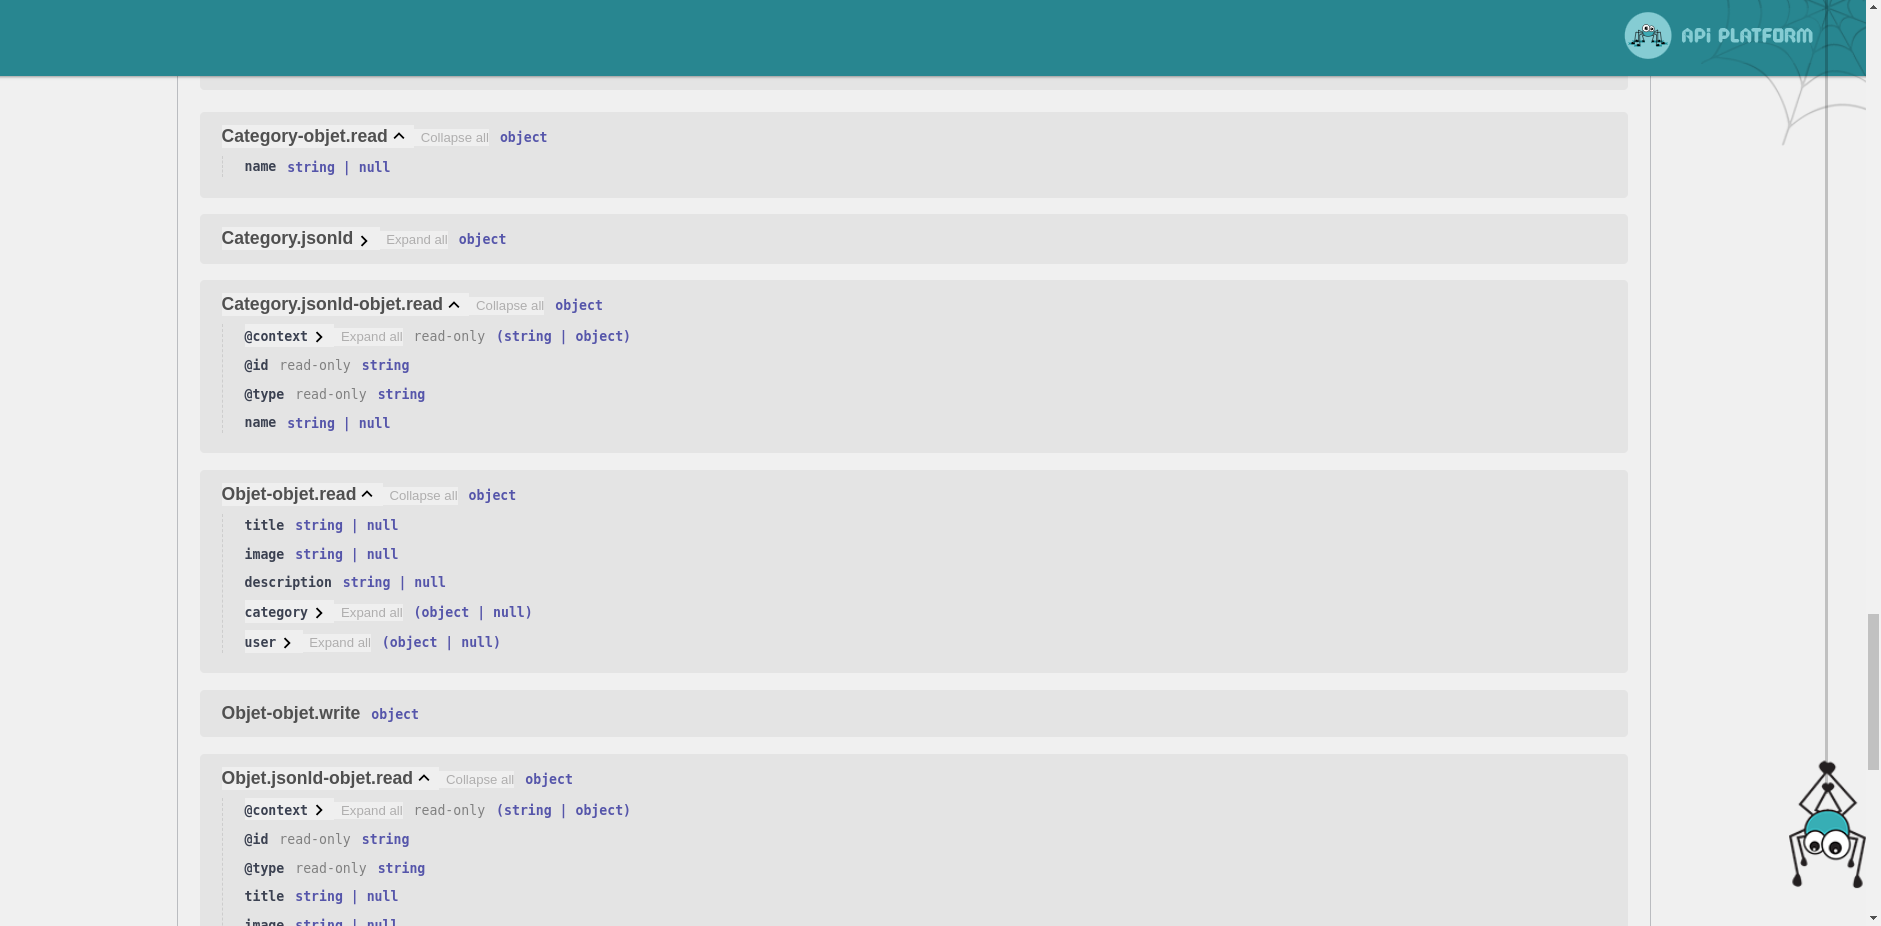 APi PLATFORM
Category-objet.read Collapse all object
name string | null
Category.jsonld Expand all object
Category.jsonld-objet.read Collapse all object
@context Expand all read-only (string | object)
@id read-only string
@type read-only string
name string | null
Objet-objet.read Collapse all object
title string | null
image string | null
description string | null
category Expand all (object | null)
user Expand all (object | null)
Objet-objet.write object
Objet.jsonld-objet.read Collapse all object
@context Expand all read-only (string | object)
@id read-only string
@type read-only string
title string | null
image string | null